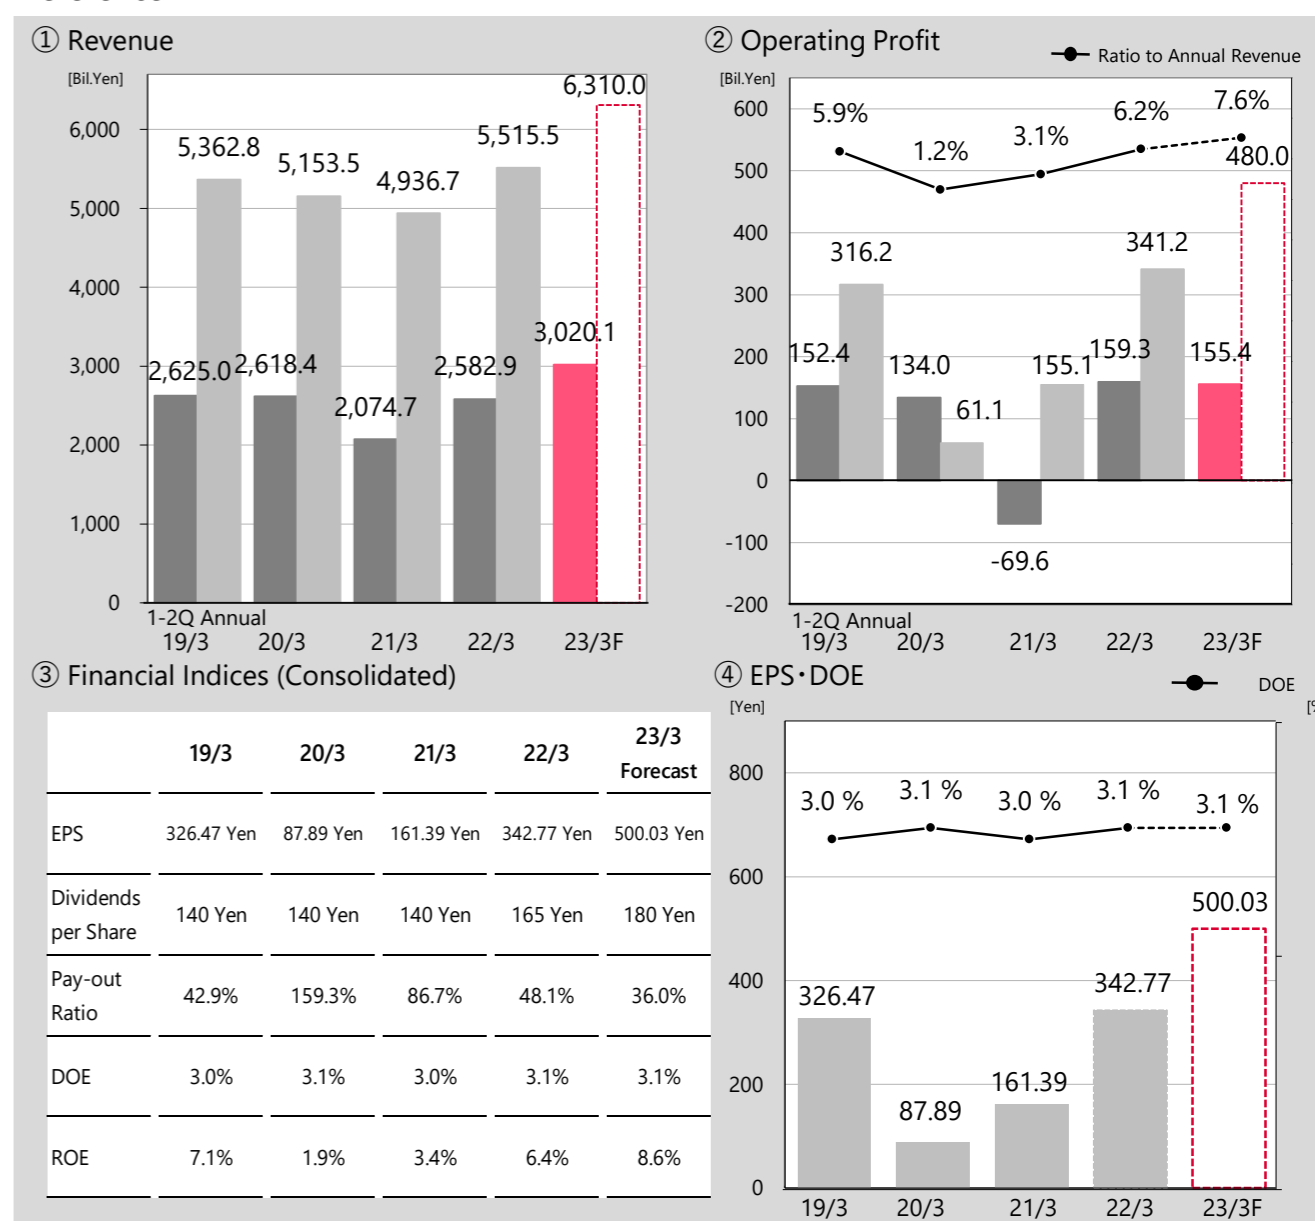 ① Revenue
[Bil.Yen]
6,310.0
6,000
5,362.8
5,153.5
4,936.7
5,515.5
5,000
4,000
3,000
2,625.0
2,618.4
2,074.7
2,582.9
3,020.1
2,000
1,000
0
1-2Q Annual
19/3 20/3 21/3 22/3 23/3F
② Operating Profit
Ratio to Annual Revenue
[Bil.Yen]
600
5.9%
1.2%
3.1%
6.2%
7.6%
480.0
500
400
316.2
341.2
300
200
152.4
134.0
61.1
155.1
159.3
155.4
100
0
-69.6
-100
-200
1-2Q Annual
19/3 20/3 21/3 22/3 23/3F
③ Financial Indices (Consolidated)
19/3 20/3 21/3 22/3 23/3 Forecast
EPS 326.47 Yen 87.89 Yen 161.39 Yen 342.77 Yen 500.03 Yen
Dividends per Share 140 Yen 140 Yen 140 Yen 165 Yen 180 Yen
Pay-out Ratio 42.9% 159.3% 86.7% 48.1% 36.0%
DOE 3.0% 3.1% 3.0% 3.1% 3.1%
ROE 7.1% 1.9% 3.4% 6.4% 8.6%
④ EPS・DOE
DOE
[Yen]
800
3.0 % 3.1 % 3.0 % 3.1 % 3.1 %
600
500.03
400
326.47
342.77
200
87.89
161.39
0
19/3 20/3 21/3 22/3 23/3F